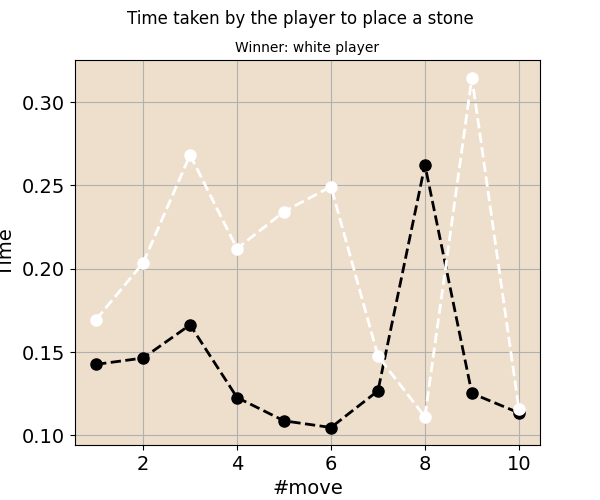 Time taken by the player to place a stone
Winner: white player
0.30
0.25
0.20
0.15
0.10
Time
2 4 6 8 10
#move